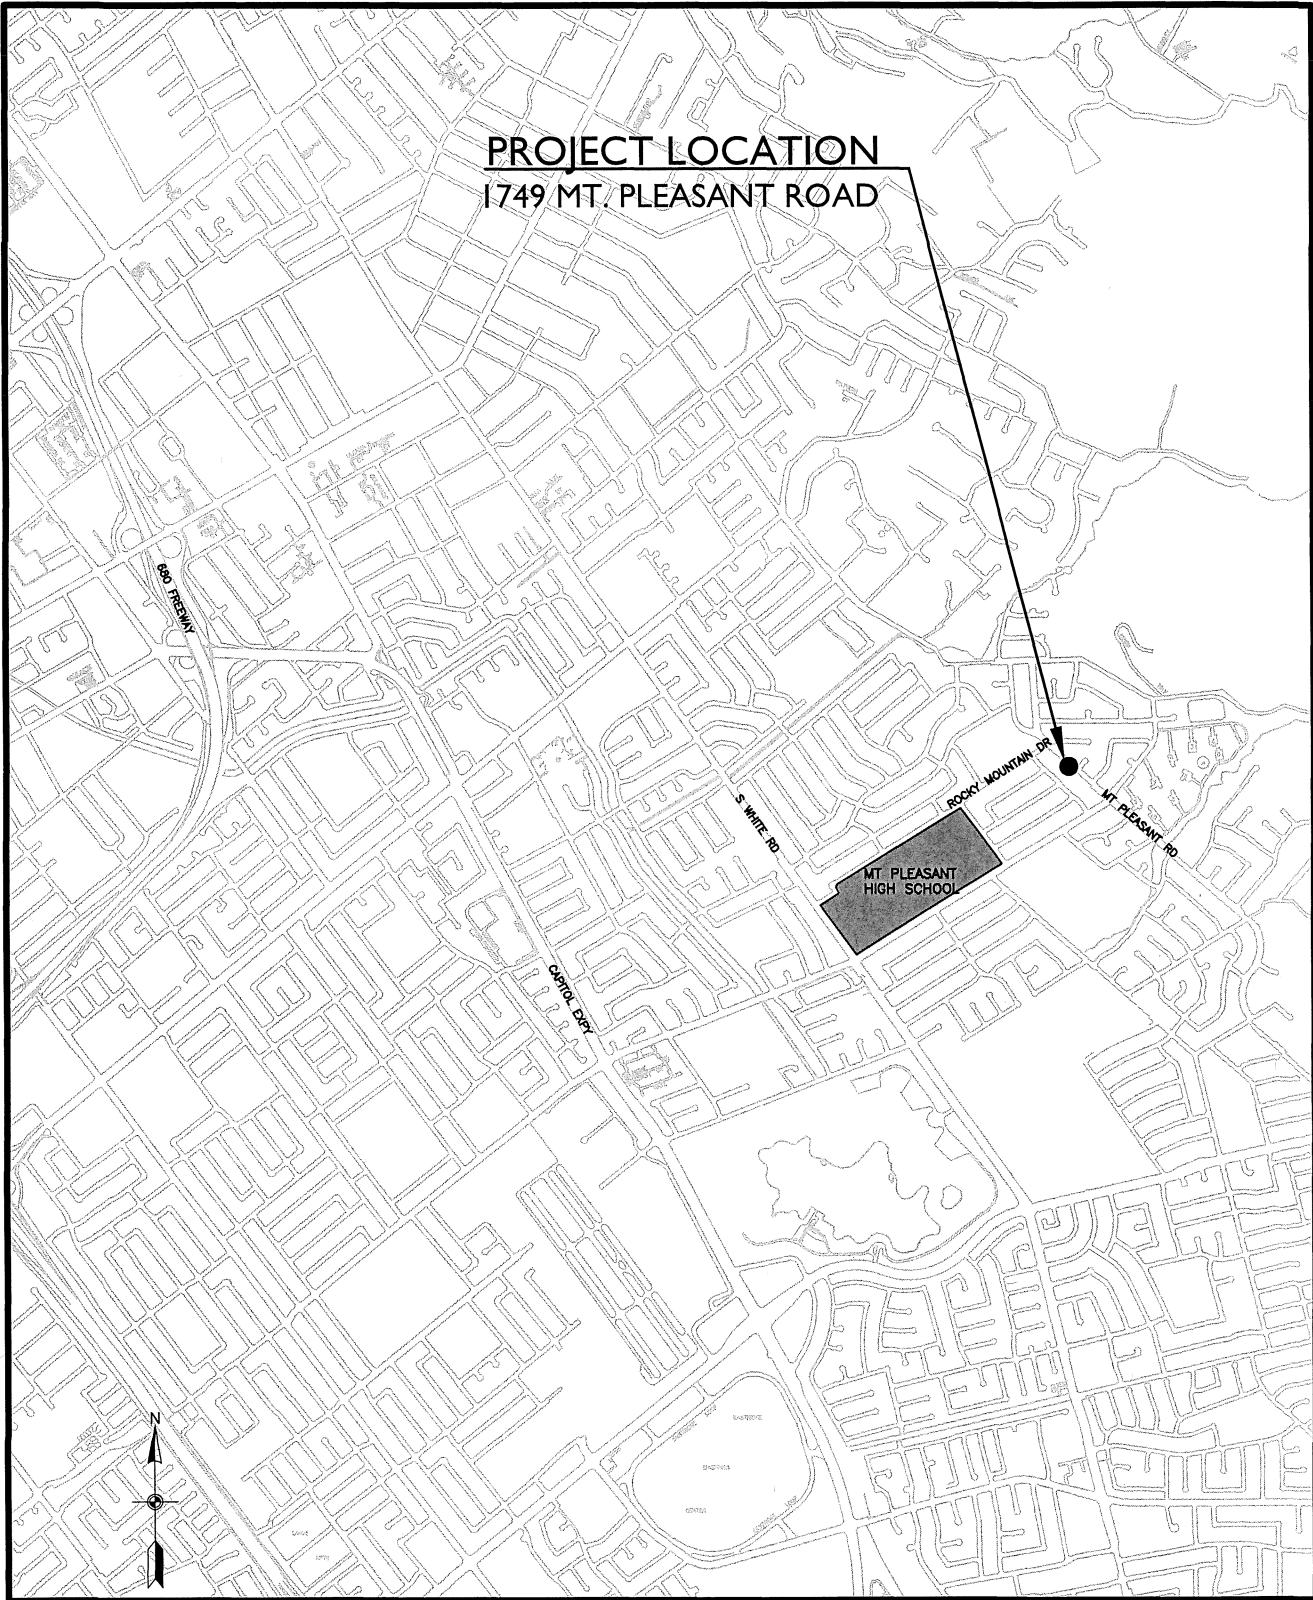 PROJECT LOCATION
1749 MT. PLEASANT ROAD
680 FREEWAY
ROCKY MOUNTAIN DR
MT PLEASANT RD
S WHITE RD
MT PLEASANT
HIGH SCHOOL
CAPITOL EXPY
N